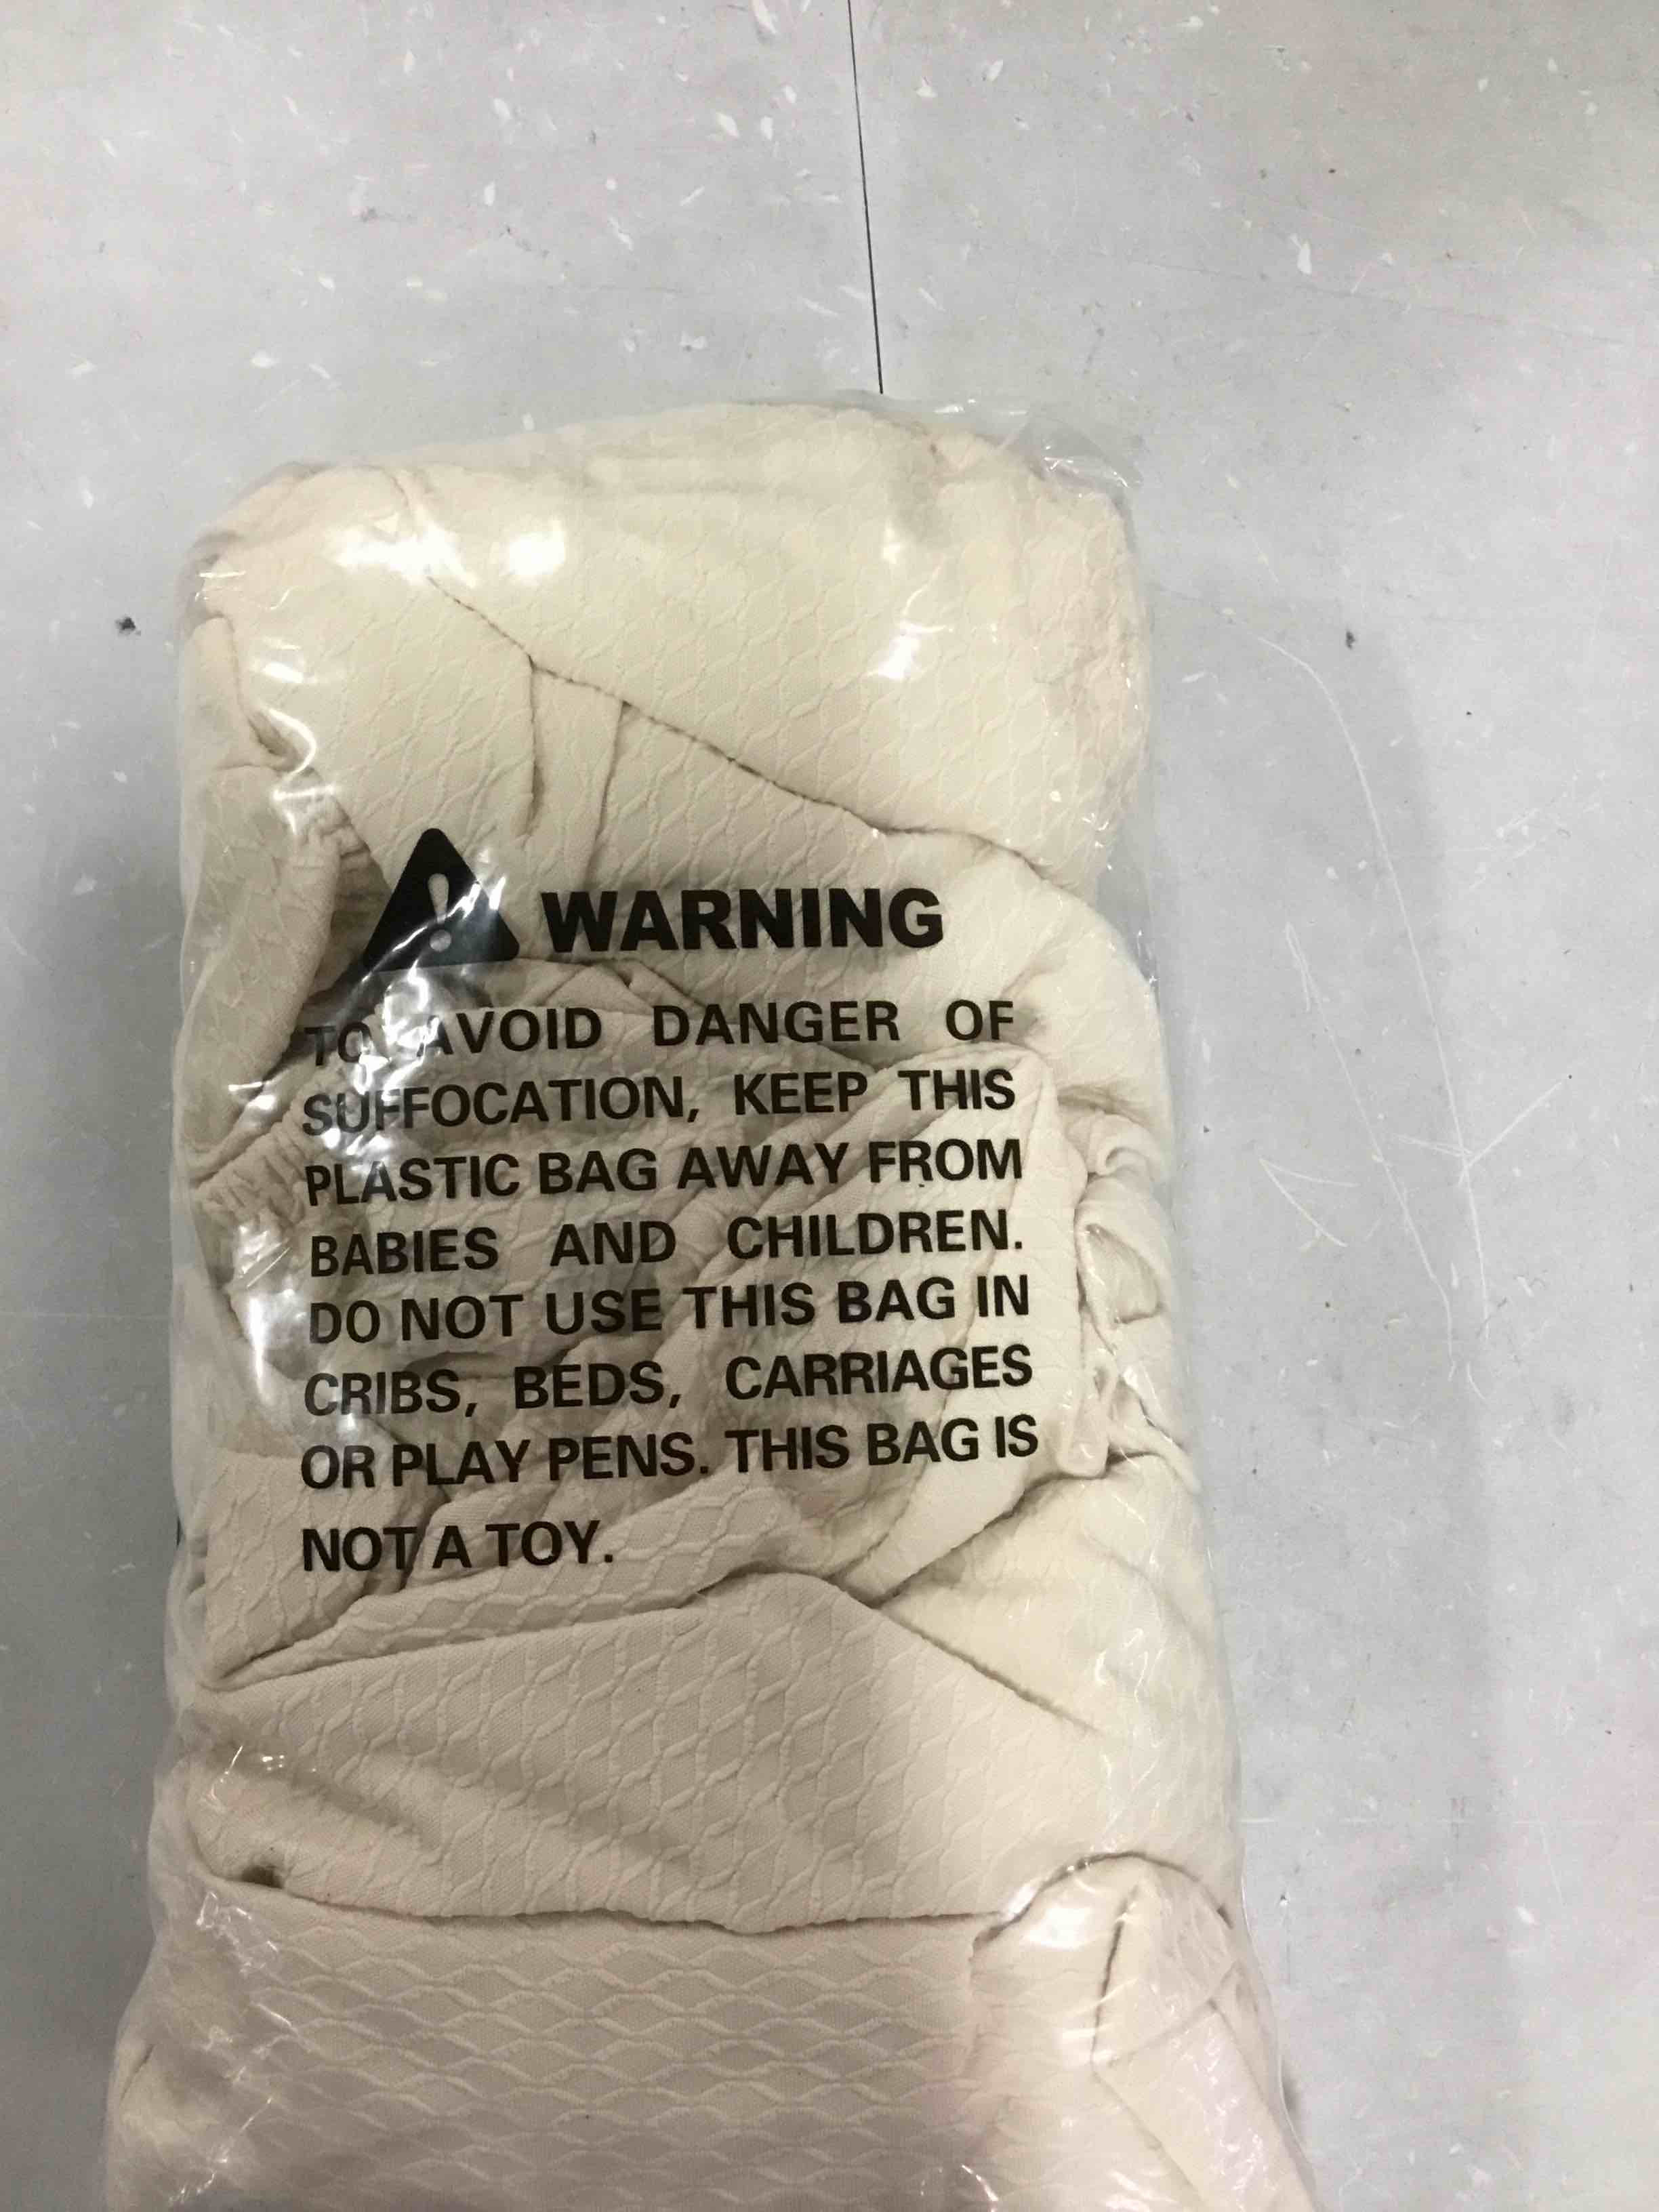 WARNING
TO AVOID DANGER OF
SUFFOCATION, KEEP THIS
PLASTIC BAG AWAY FROM
BABIES AND CHILDREN.
DO NOT USE THIS BAG IN
CRIBS, BEDS, CARRIAGES
OR PLAY PENS. THIS BAG IS
NOT A TOY.